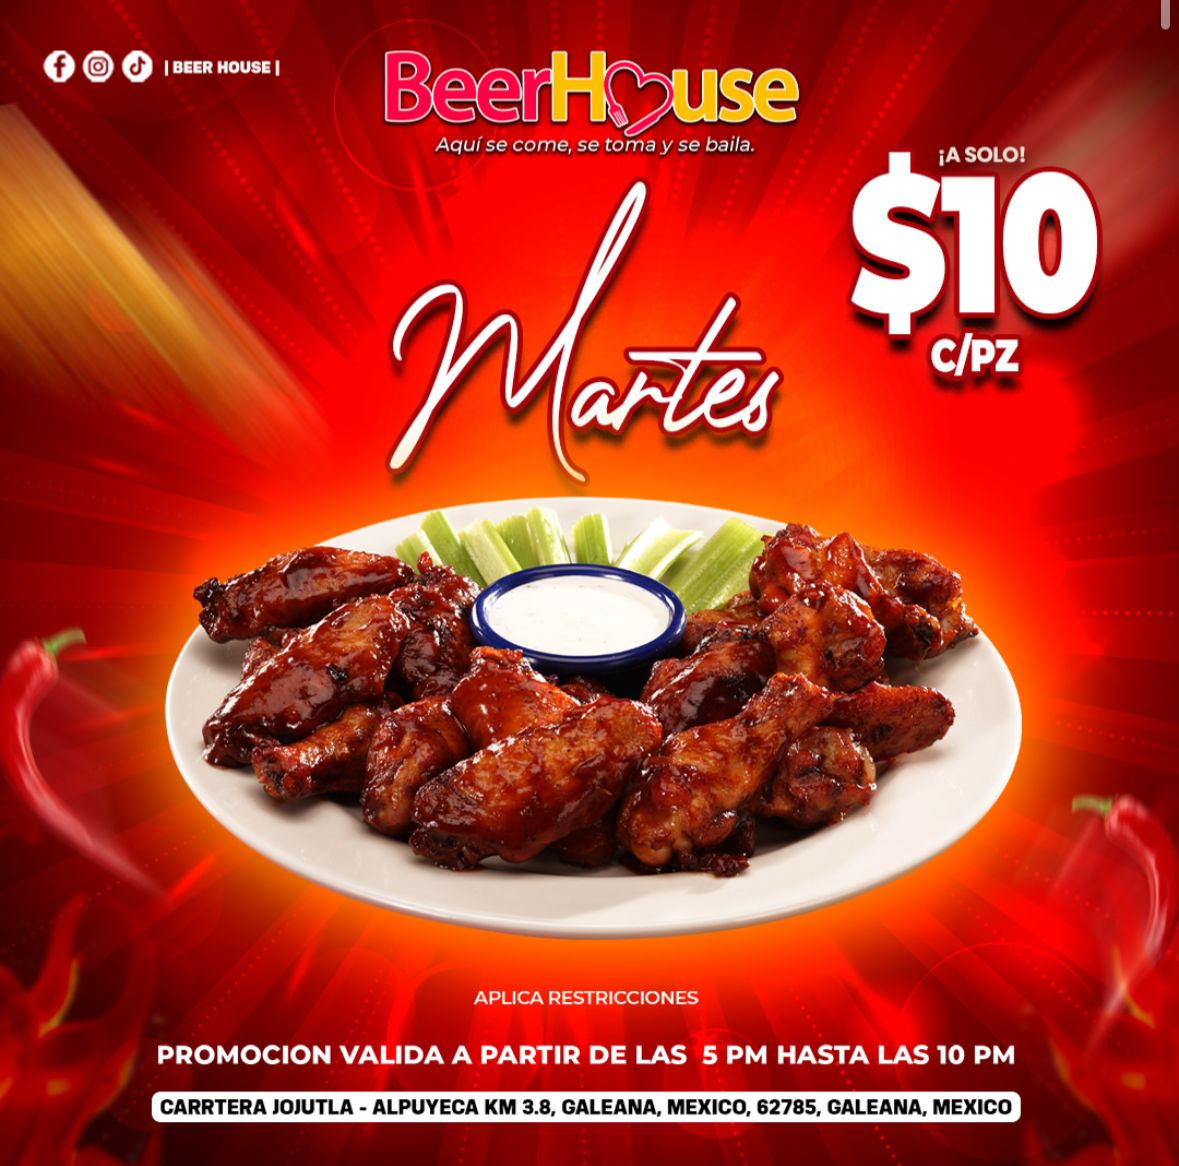 | BEER HOUSE |
BeerHouse
Aquí se come, se toma y se baila.
¡A SOLO!
$10
C/PZ
Martes
APLICA RESTRICCIONES
PROMOCION VALIDA A PARTIR DE LAS 5 PM HASTA LAS 10 PM
CARRTERA JOJUTLA - ALPUYECA KM 3.8, GALEANA, MEXICO, 62785, GALEANA, MEXICO